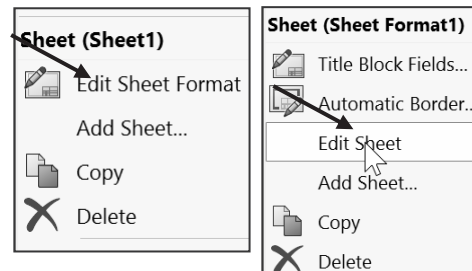 Sheet (Sheet1)
Edit Sheet Format
Add Sheet...
Copy
Delete
Sheet (Sheet Format1)
Title Block Fields...
Automatic Border...
Edit Sheet
Add Sheet...
Copy
Delete